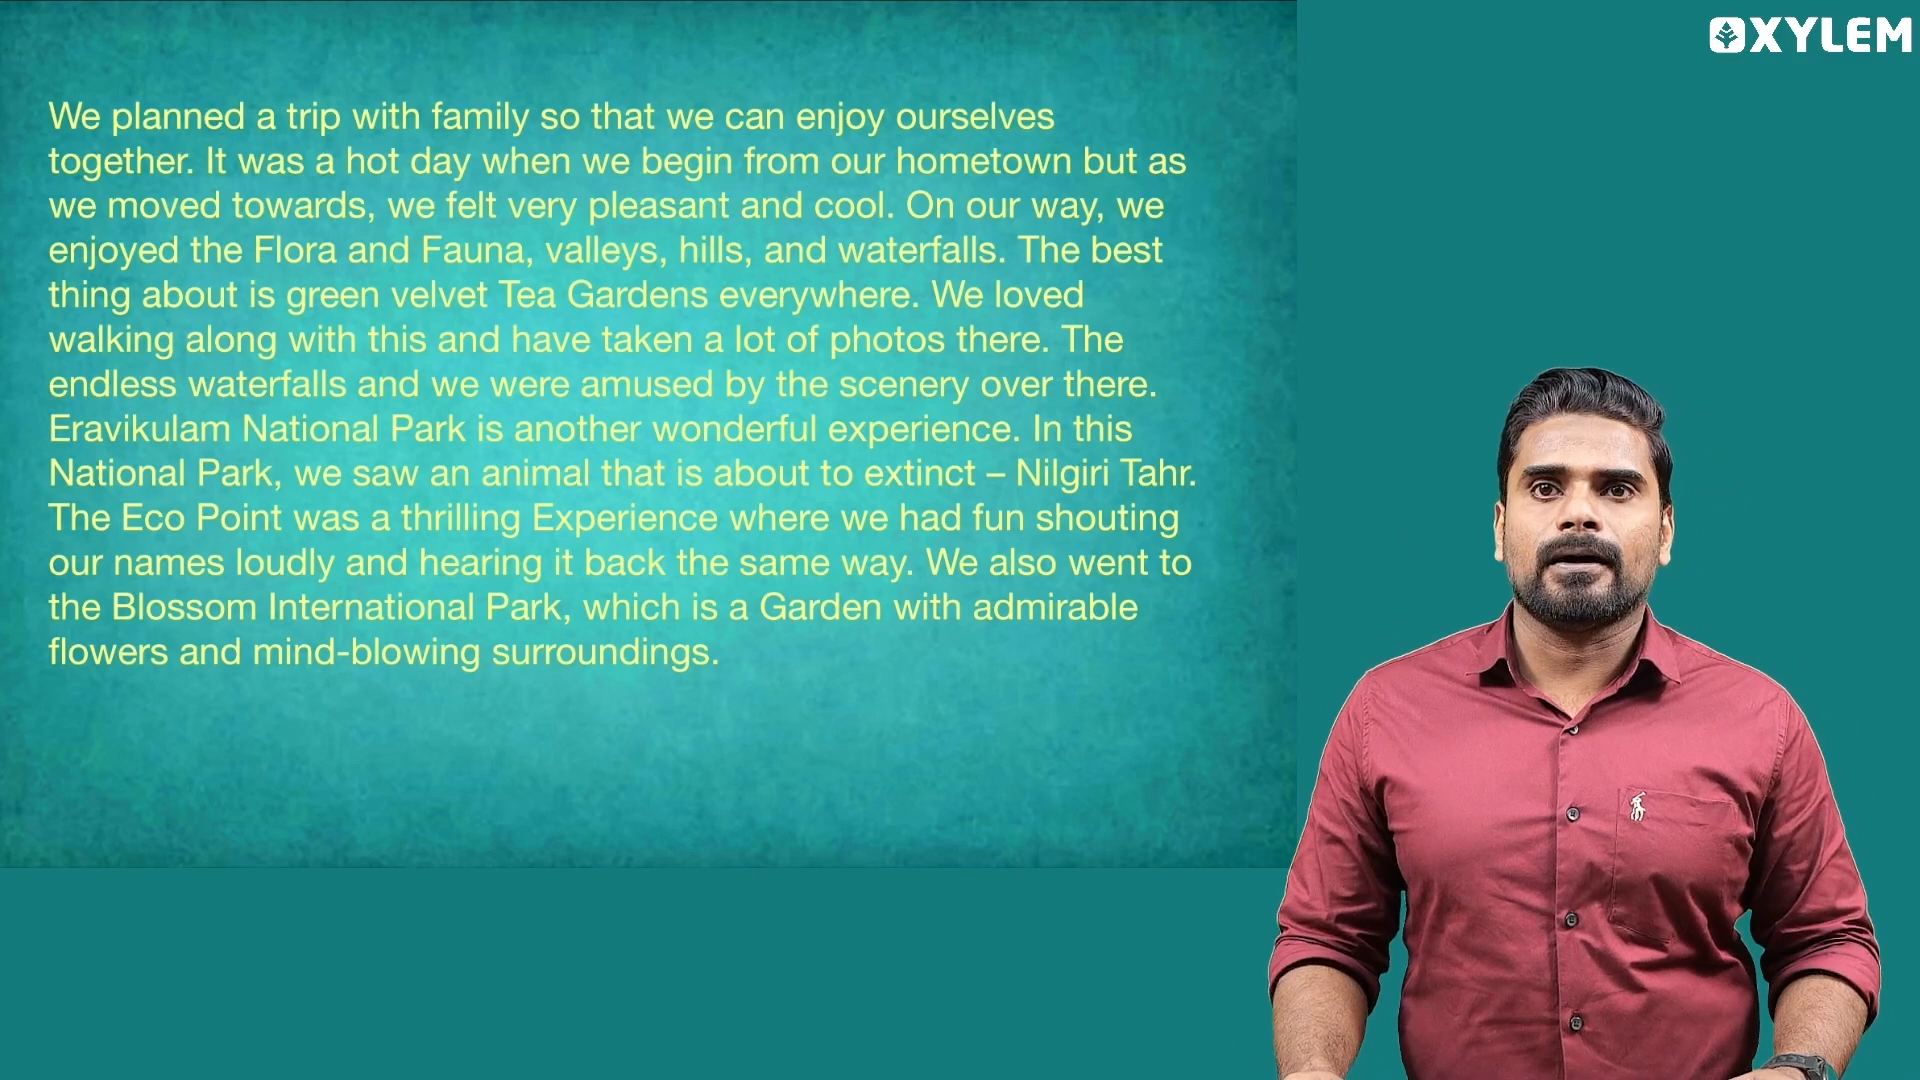 OXYLEM
We planned a trip with family so that we can enjoy ourselves
together. It was a hot day when we begin from our hometown but as
we moved towards, we felt very pleasant and cool. On our way, we
enjoyed the Flora and Fauna, valleys, hills, and waterfalls. The best
thing about is green velvet Tea Gardens everywhere. We loved
walking along with this and have taken a lot of photos there. The
endless waterfalls and we were amused by the scenery over there.
Eravikulam National Park is another wonderful experience. In this
National Park, we saw an animal that is about to extinct – Nilgiri Tahr.
The Eco Point was a thrilling Experience where we had fun shouting
our names loudly and hearing it back the same way. We also went to
the Blossom International Park, which is a Garden with admirable
flowers and mind-blowing surroundings.